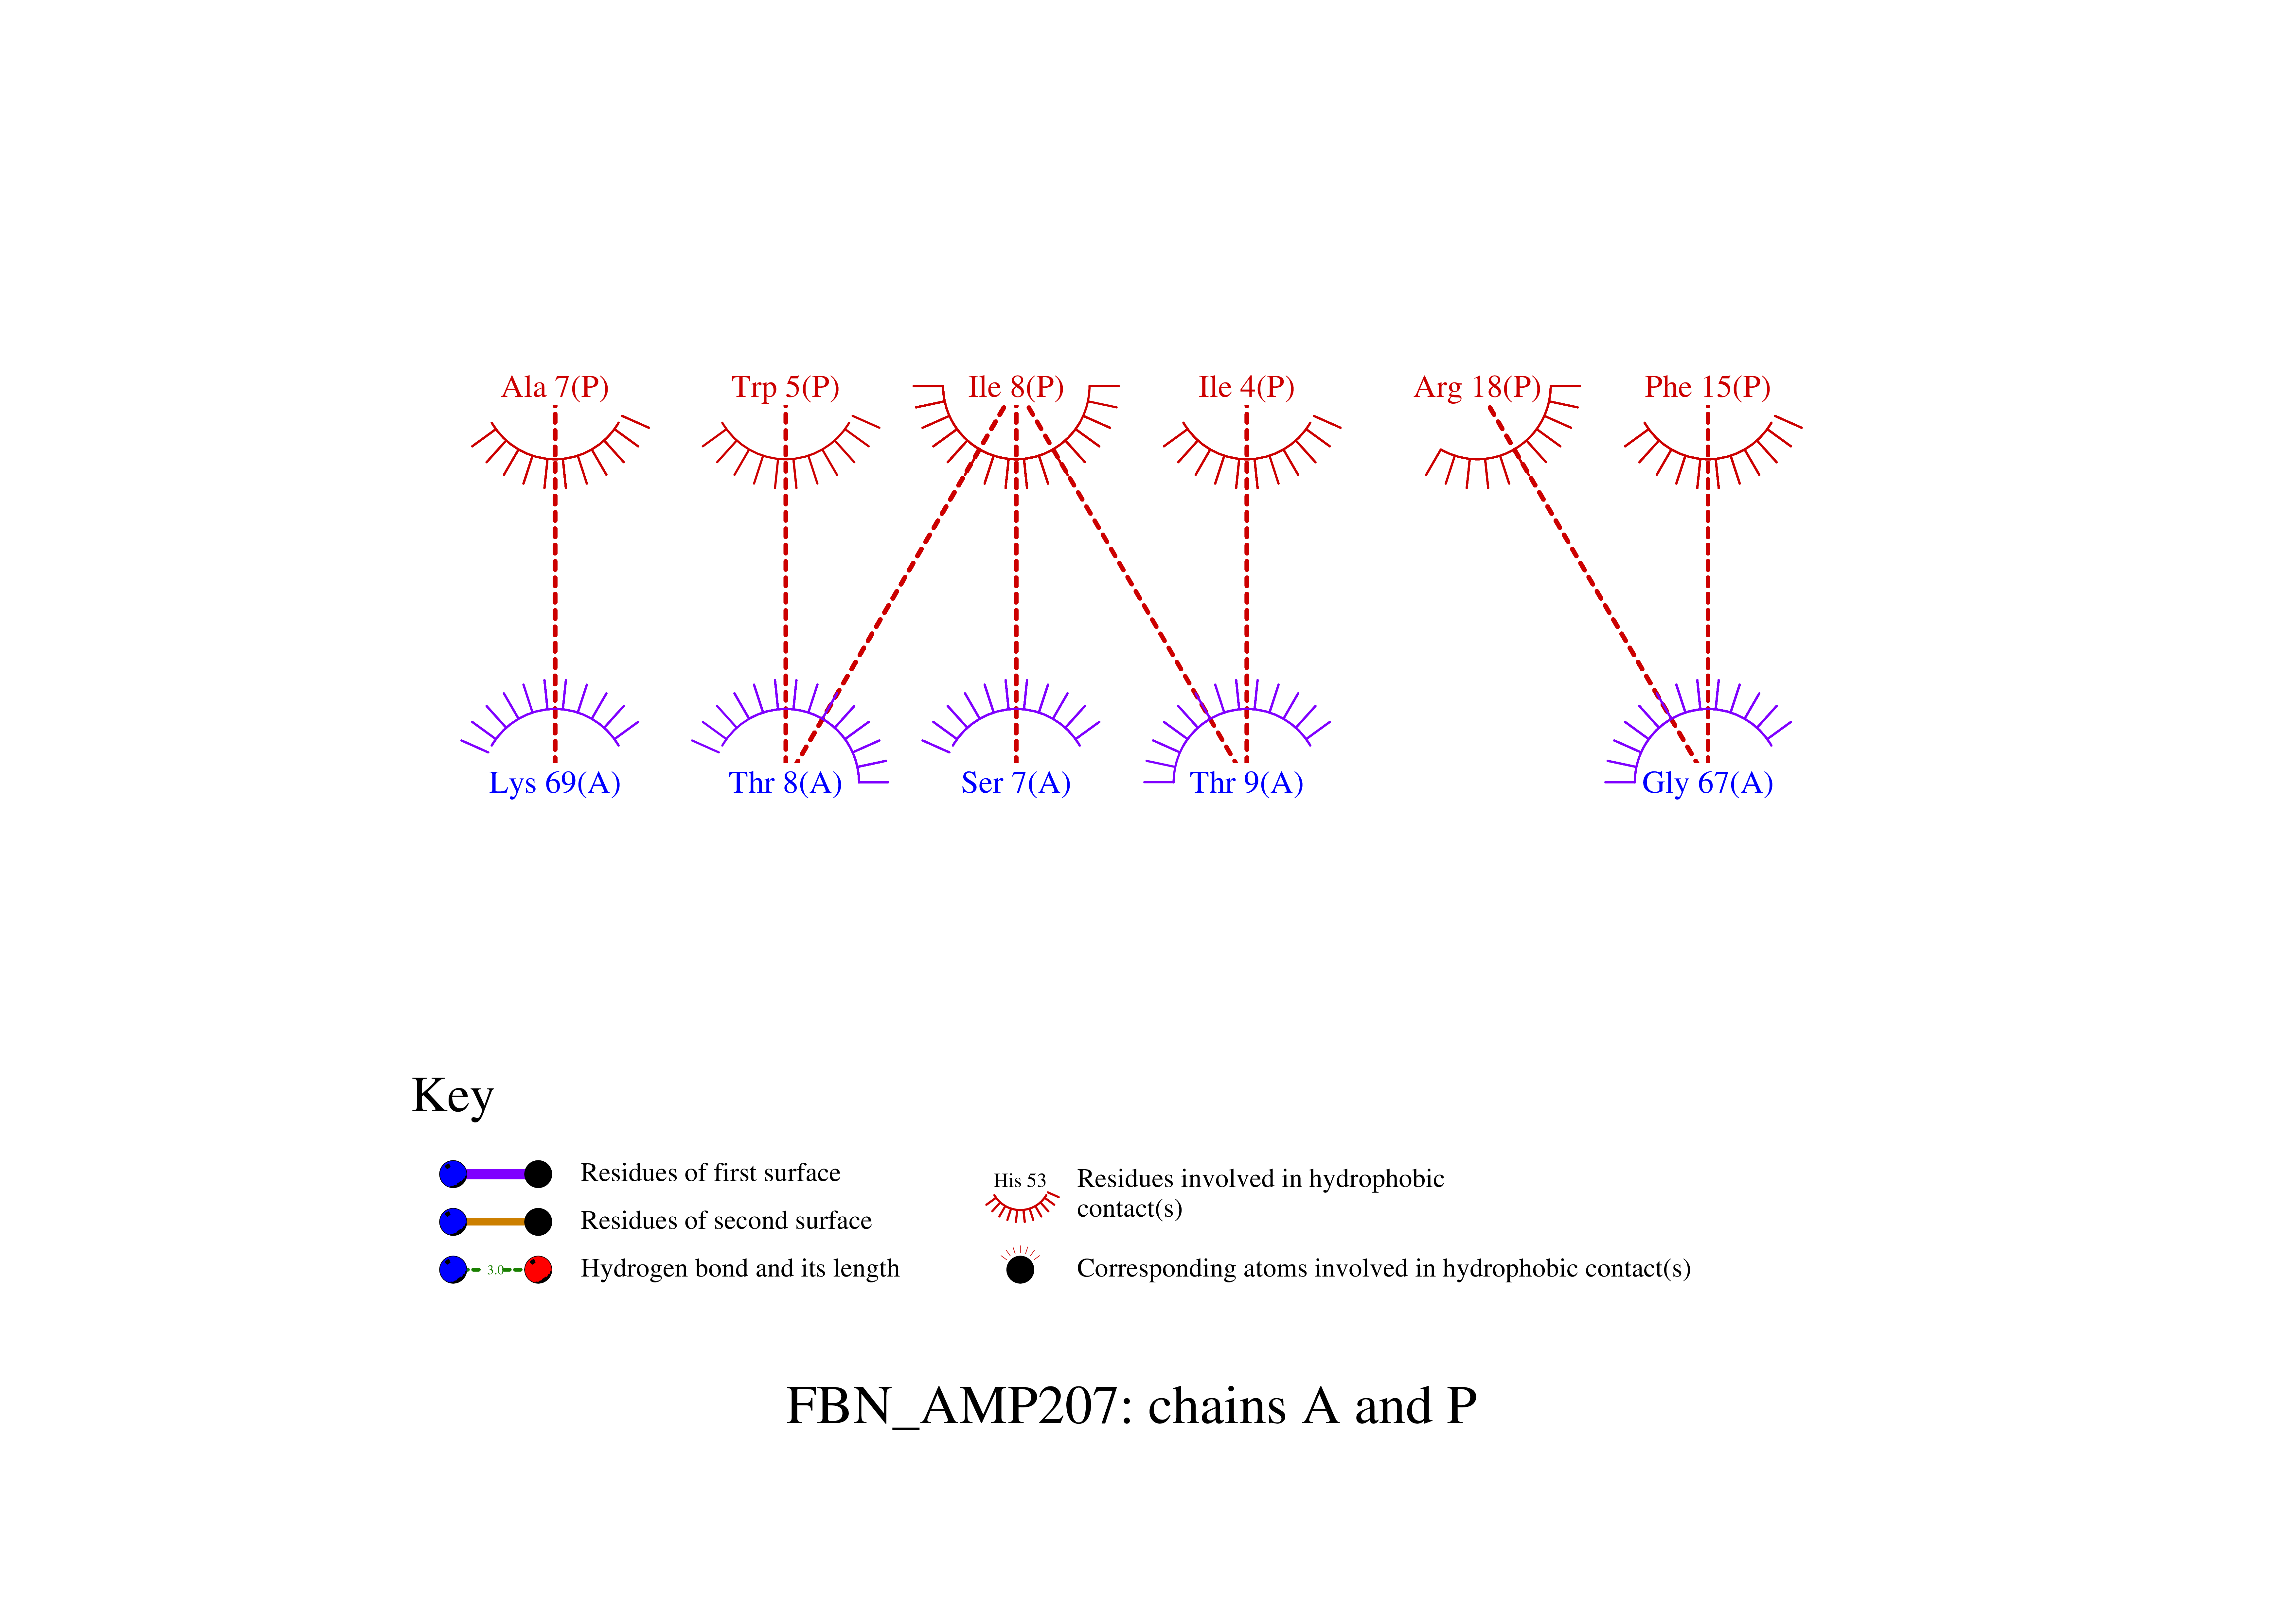 Ala 7(P) Trp 5(P) Ile 8(P) Ile 4(P) Arg 18(P) Phe 15(P)
Lys 69(A) Thr 8(A) Ser 7(A) Thr 9(A) Gly 67(A)
Key
Residues of first surface
Residues of second surface
3.0 Hydrogen bond and its length
His 53 Residues involved in hydrophobic
contact(s)
Corresponding atoms involved in hydrophobic contact(s)
FBN_AMP207: chains A and P